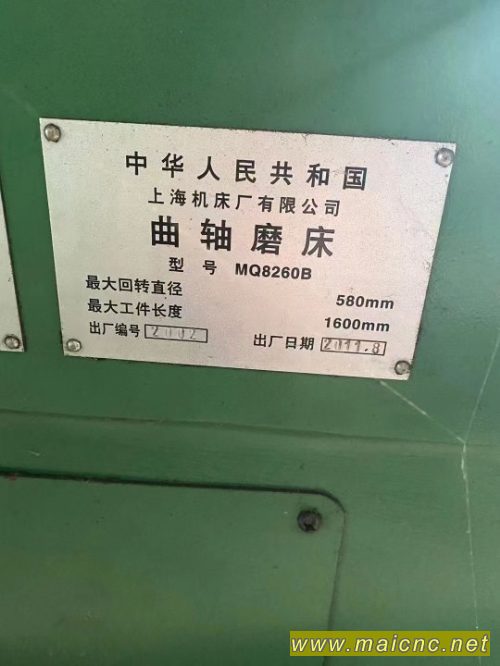 中华人民共和国
上海机床厂有限公司
曲轴磨床
型 号 MQ8260B
最大回转直径 580mm
最大工件长度 1600mm
出厂编号 2002 出厂日期 2011.8
www.maicnc.net